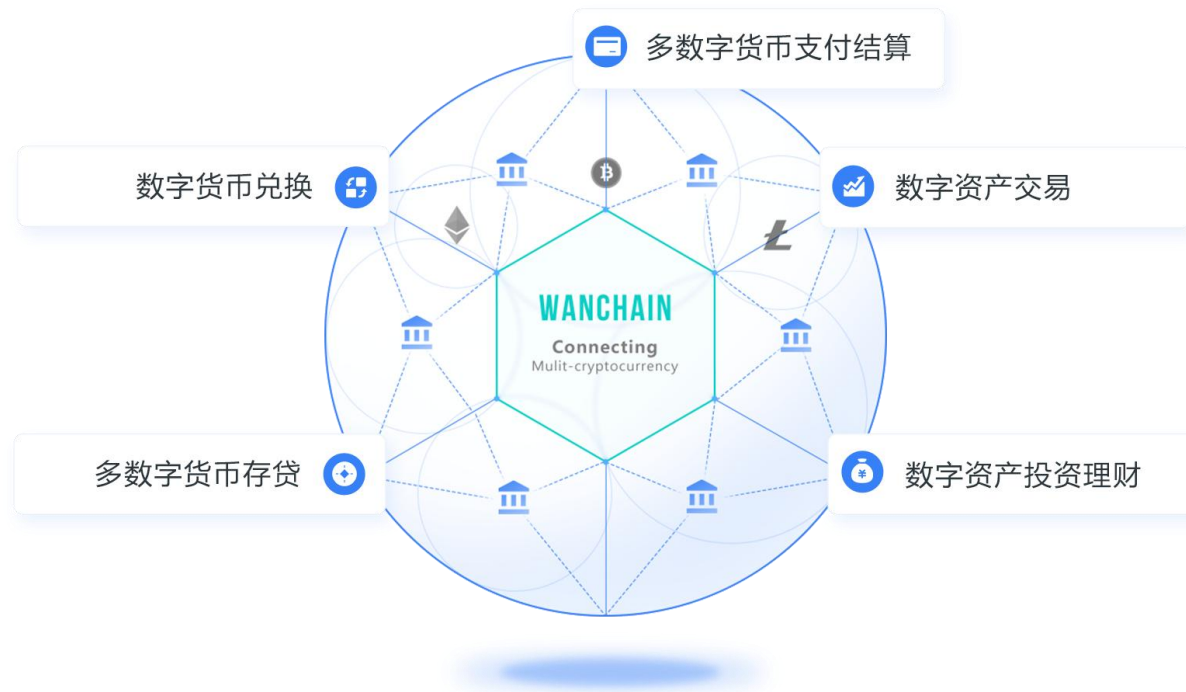 多数字货币支付结算
数字货币兑换
数字资产交易
WANCHAIN
Connecting
Mulit-cryptocurrency
多数字货币存贷
数字资产投资理财